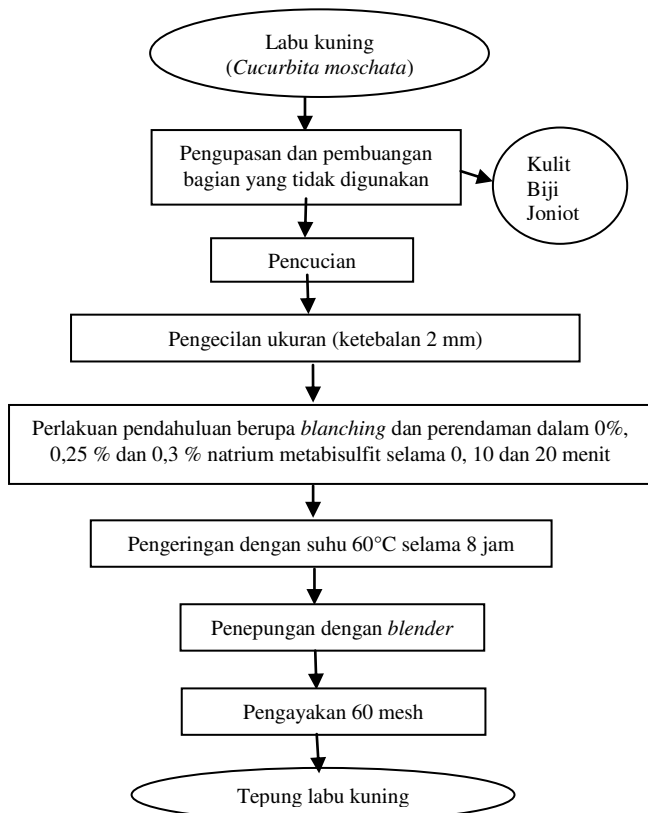 Labu kuning
(Cucurbita moschata)
Pengupasan dan pembuangan
bagian yang tidak digunakan
Kulit
Biji
Joniot
Pencucian
Pengecilan ukuran (ketebalan 2 mm)
Perlakuan pendahuluan berupa blanching dan perendaman dalam 0%,
0,25 % dan 0,3 % natrium metabisulfit selama 0, 10 dan 20 menit
Pengeringan dengan suhu 60°C selama 8 jam
Penepungan dengan blender
Pengayakan 60 mesh
Tepung labu kuning